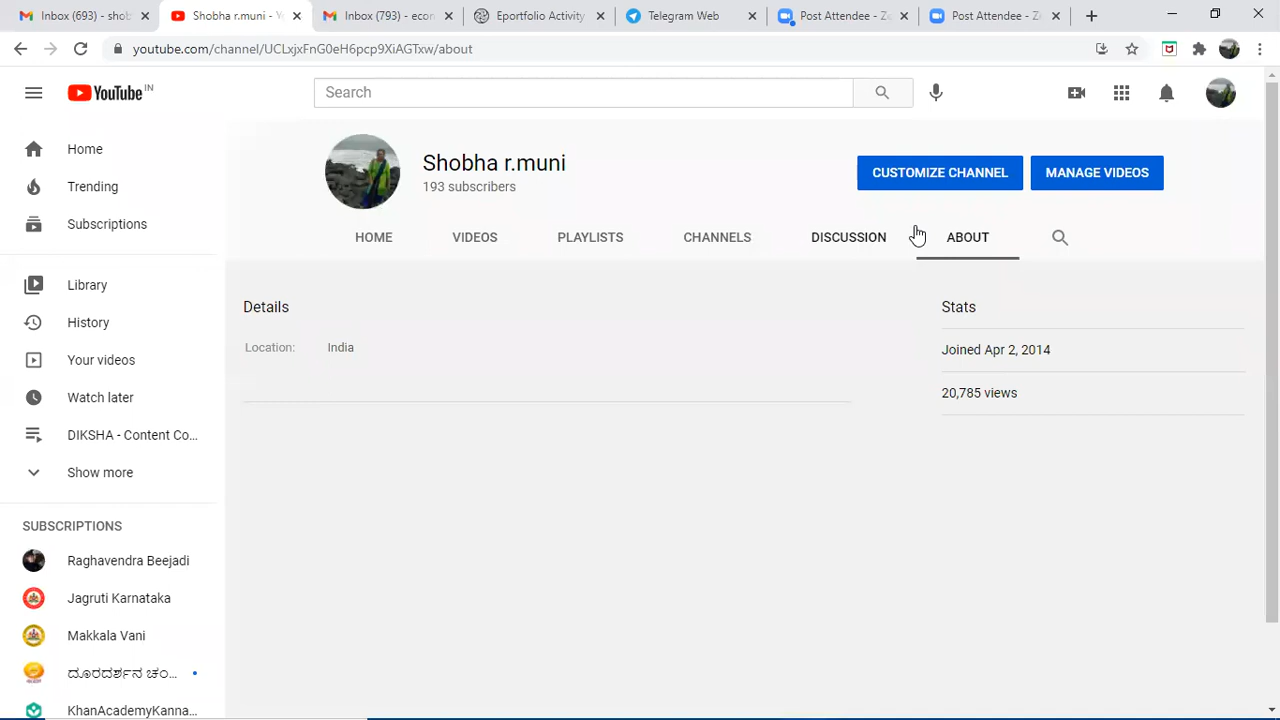 Inbox (693) - shob
Shobha r.muni - Yo
Inbox (793) - econ
Eportfolio Activity
Telegram Web
Post Attendee - Zo
Post Attendee - Zo
youtube.com/channel/UCLxjxFnG0eH6pcp9XiAGTxw/about
YouTube IN
Search
Home
Trending
Subscriptions
Library
History
Your videos
Watch later
DIKSHA - Content Co...
Show more
SUBSCRIPTIONS
Raghavendra Beejadi
Jagruti Karnataka
Makkala Vani
ದೂರದರ್ಶನ ಚಂ...
KhanAcademyKanna...
Shobha r.muni
193 subscribers
CUSTOMIZE CHANNEL
MANAGE VIDEOS
HOME VIDEOS PLAYLISTS CHANNELS DISCUSSION ABOUT
Details
Location: India
Stats
Joined Apr 2, 2014
20,785 views